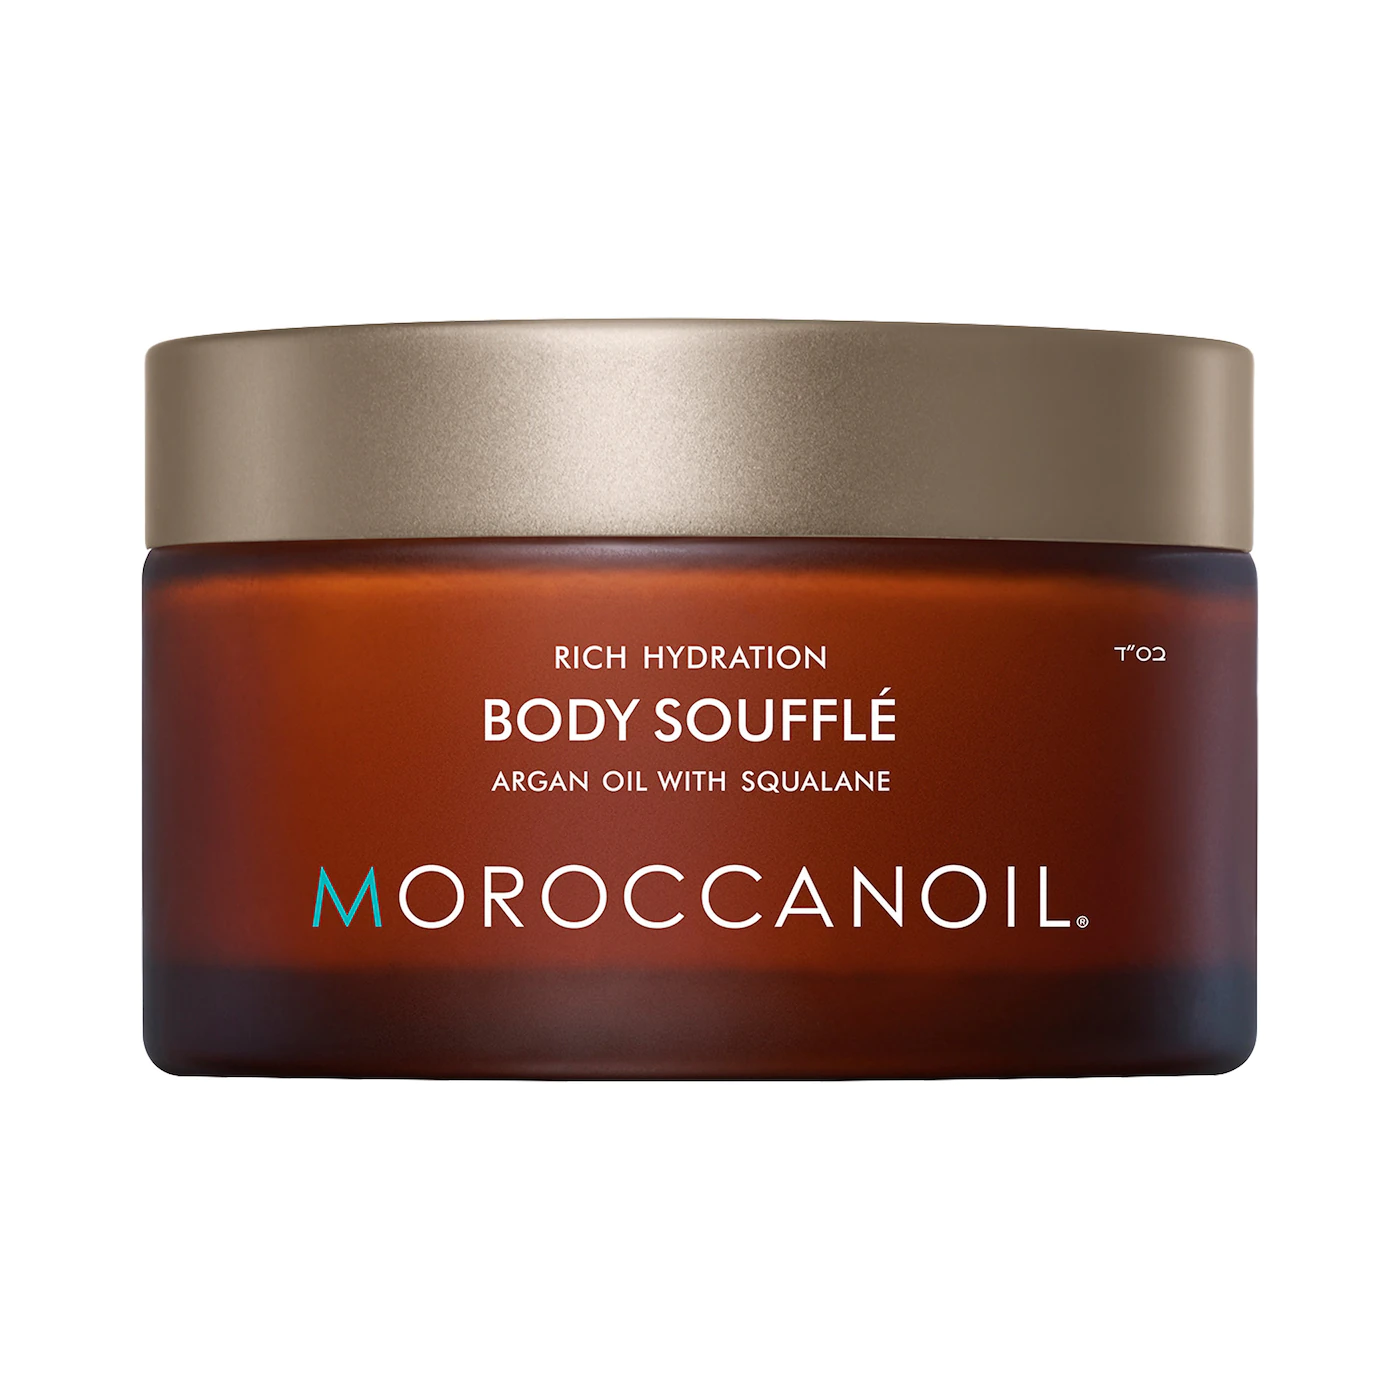 RICH HYDRATION
בס״ד
BODY SOUFFLÉ
ARGAN OIL WITH SQUALANE
MOROCCANOIL®